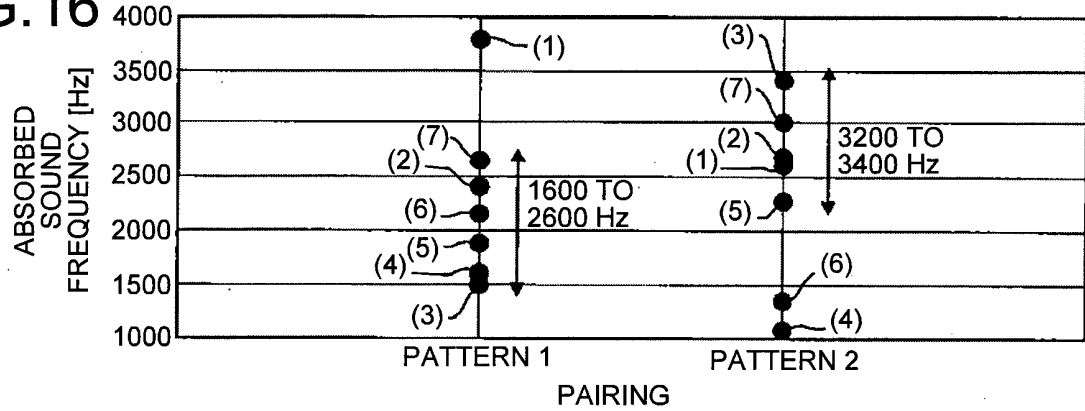 G.16
ABSORBED
SOUND
FREQUENCY [Hz]
4000
3500
3000
2500
2000
1500
1000
(1)
(7)
(2)
(6)
(5)
(4)
(3)
1600 TO
2600 Hz
(3)
(7)
(2)
(1)
(5)
(6)
(4)
3200 TO
3400 Hz
PATTERN 1
PATTERN 2
PAIRING